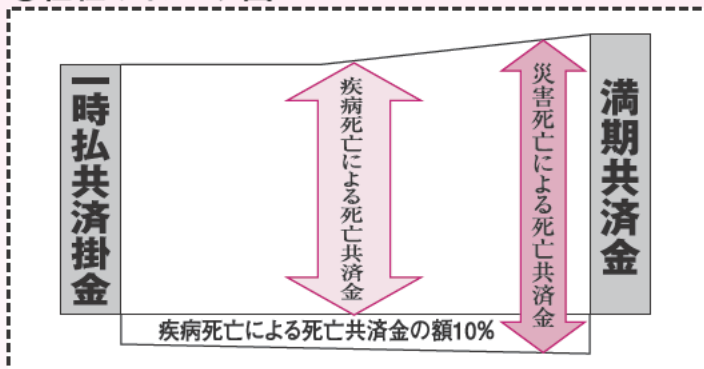 一時払共済掛金
疾病死亡による死亡共済金
災害死亡による死亡共済金
満期共済金
疾病死亡による死亡共済金の額10%